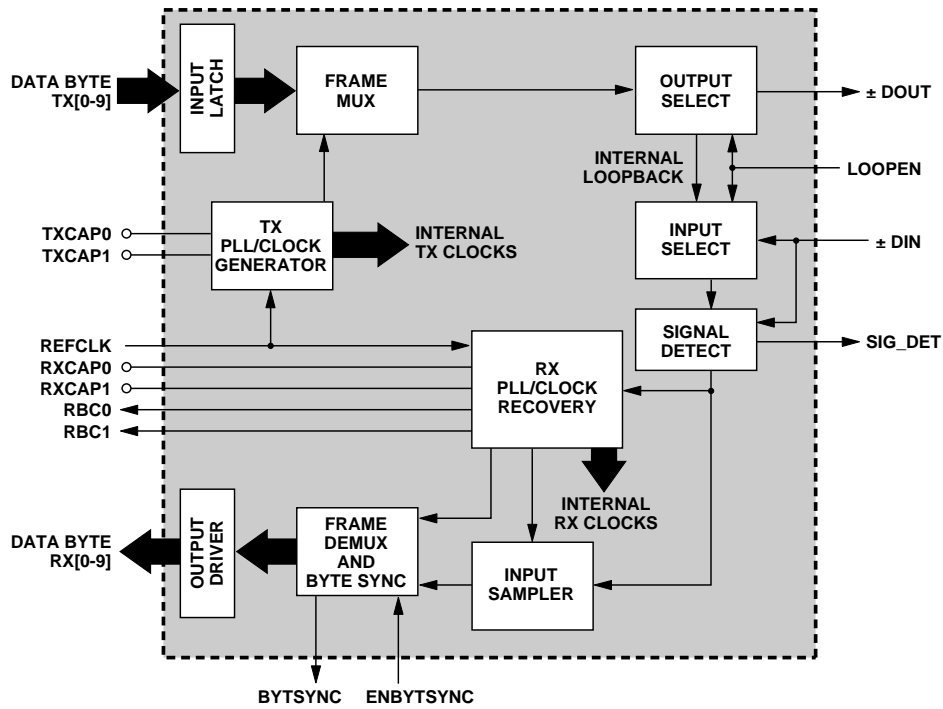 DATA BYTE
TX[0-9]
INPUT
LATCH
FRAME
MUX
OUTPUT
SELECT
± DOUT
INTERNAL
LOOPBACK
LOOPEN
TXCAP0
TXCAP1
TX
PLL/CLOCK
GENERATOR
INTERNAL
TX CLOCKS
INPUT
SELECT
± DIN
SIGNAL
DETECT
SIG_DET
REFCLK
RXCAP0
RXCAP1
RBC0
RBC1
RX
PLL/CLOCK
RECOVERY
INTERNAL
RX CLOCKS
DATA BYTE
RX[0-9]
OUTPUT
DRIVER
FRAME
DEMUX
AND
BYTE SYNC
INPUT
SAMPLER
BYTSYNC
ENBYTSYNC